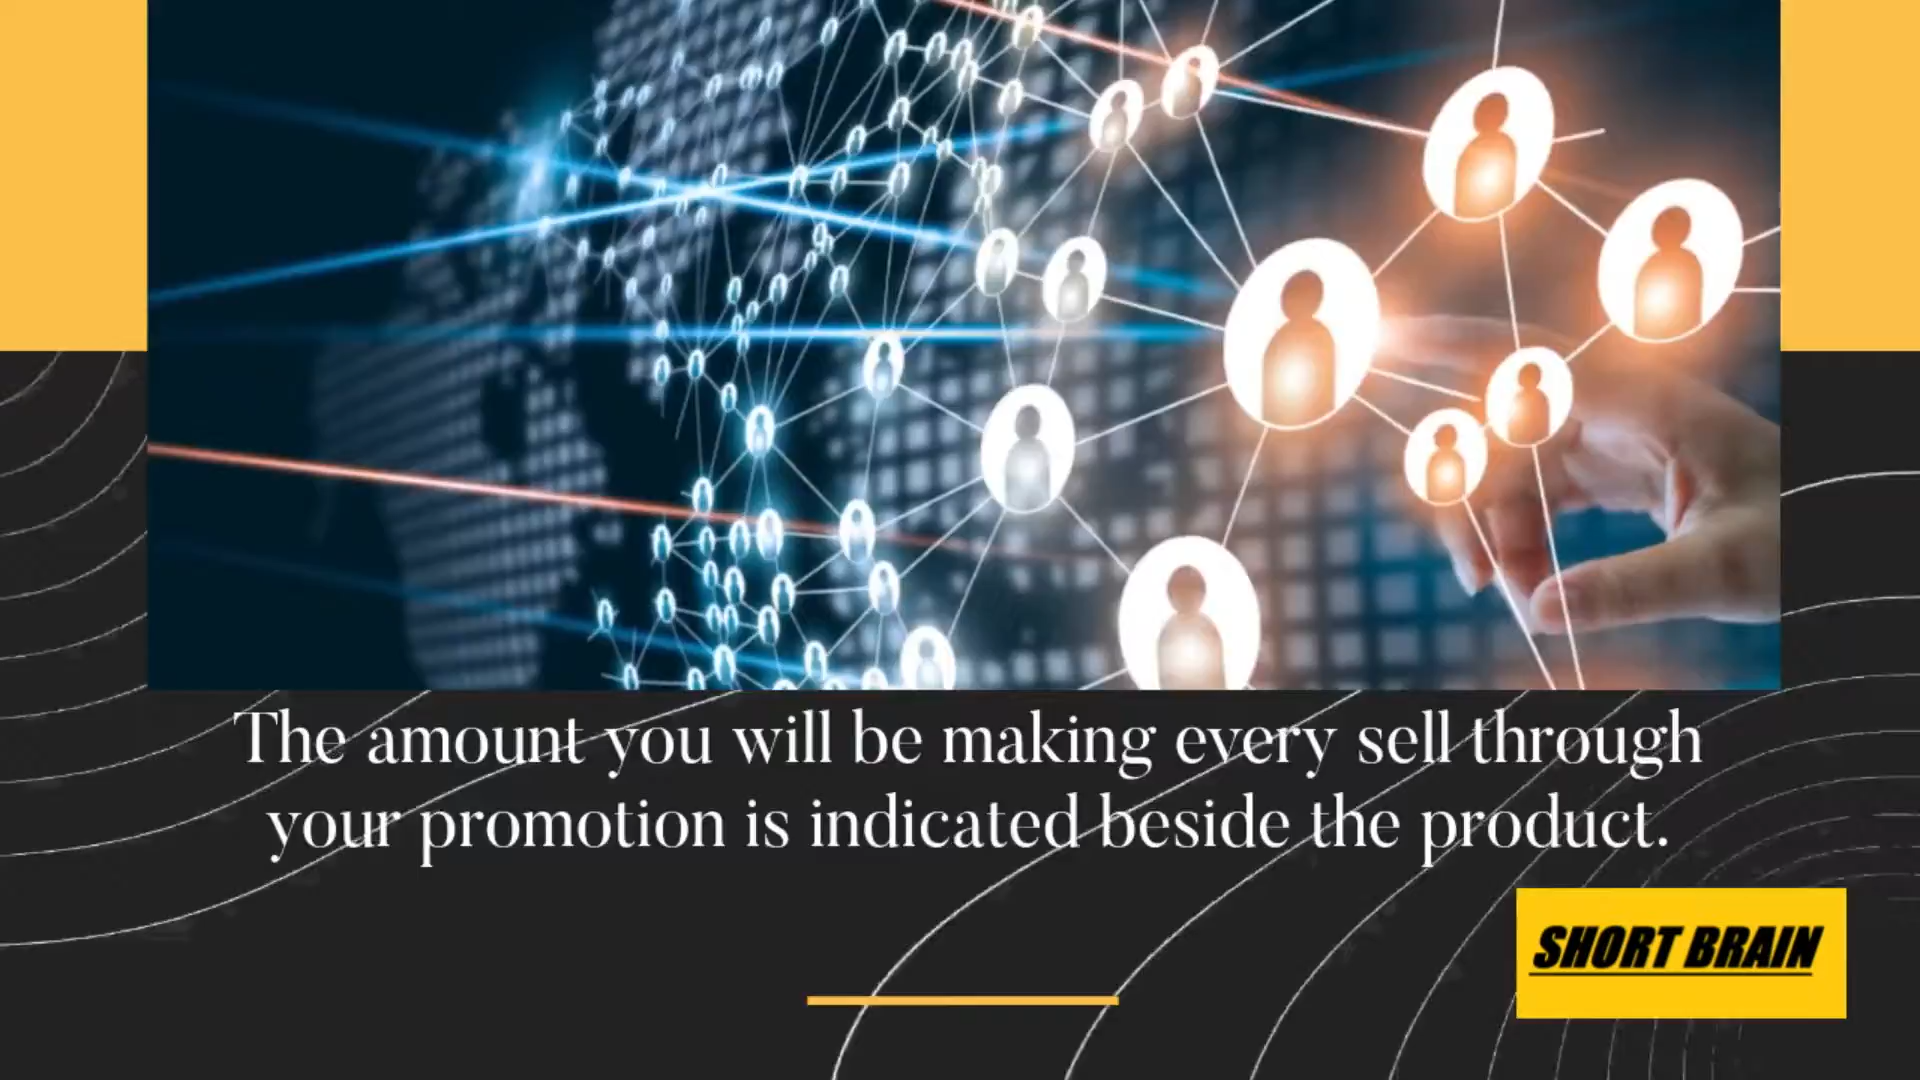 The amount you will be making every sell through
your promotion is indicated beside the product.
SHORT BRAIN